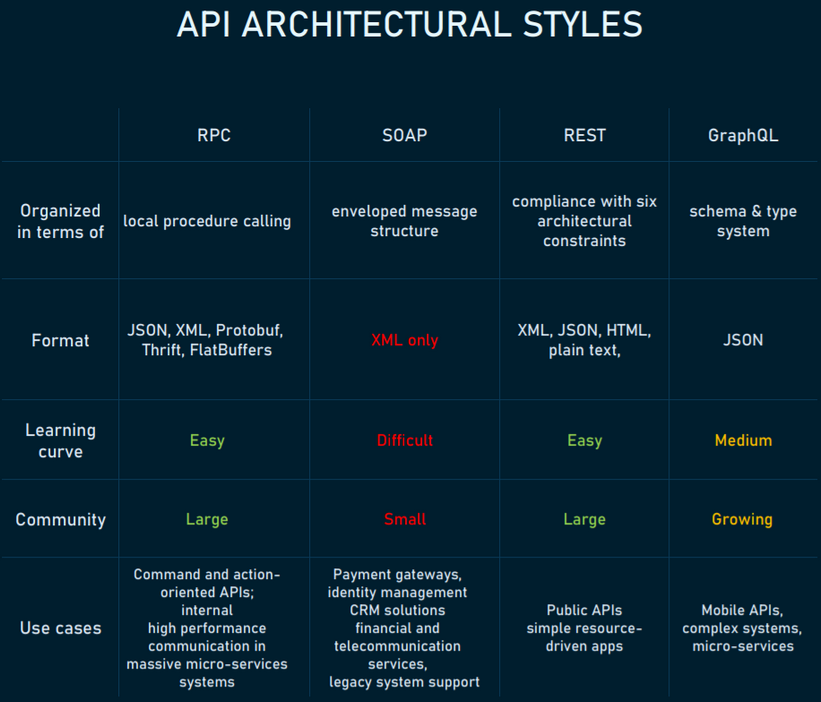 API ARCHITECTURAL STYLES
RPC
SOAP
REST
GraphQL
Organized
in terms of
local procedure calling
enveloped message
structure
compliance with six
architectural
constraints
schema & type
system
Format
JSON, XML, Protobuf,
Thrift, FlatBuffers
XML only
XML, JSON, HTML,
plain text,
JSON
Learning
curve
Easy
Difficult
Easy
Medium
Community
Large
Small
Large
Growing
Use cases
Command and action-
oriented APIs;
internal
high performance
communication in
massive micro-services
systems
Payment gateways,
identity management
CRM solutions
financial and
telecommunication
services,
legacy system support
Public APIs
simple resource-
driven apps
Mobile APIs,
complex systems,
micro-services